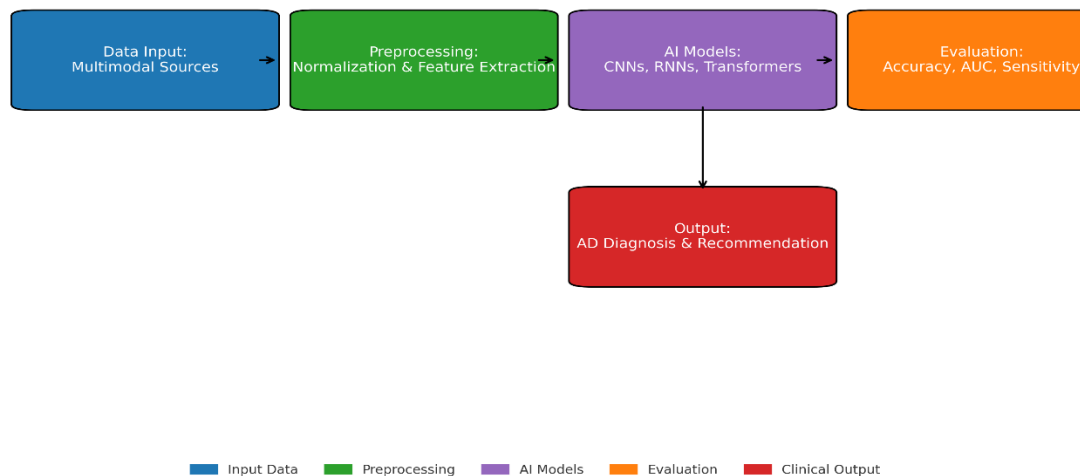 Data Input:
Multimodal Sources
Preprocessing:
Normalization & Feature Extraction
AI Models:
CNNs, RNNs, Transformers
Evaluation:
Accuracy, AUC, Sensitivity
Output:
AD Diagnosis & Recommendation
Input Data
Preprocessing
AI Models
Evaluation
Clinical Output